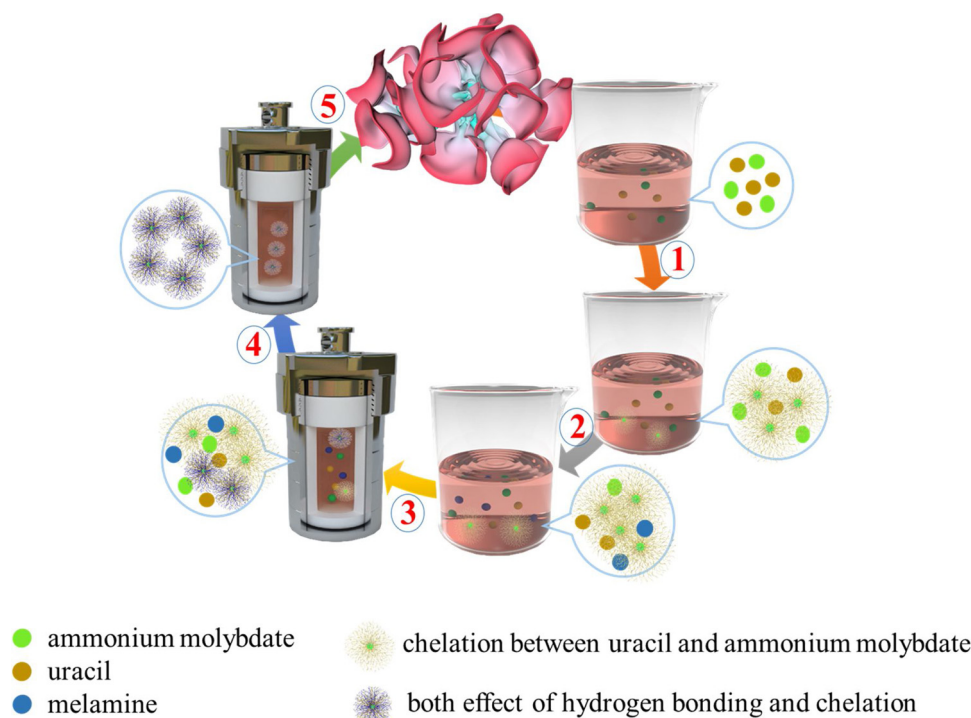 5
1
4
2
3
ammonium molybdate
uracil
melamine
chelation between uracil and ammonium molybdate
both effect of hydrogen bonding and chelation